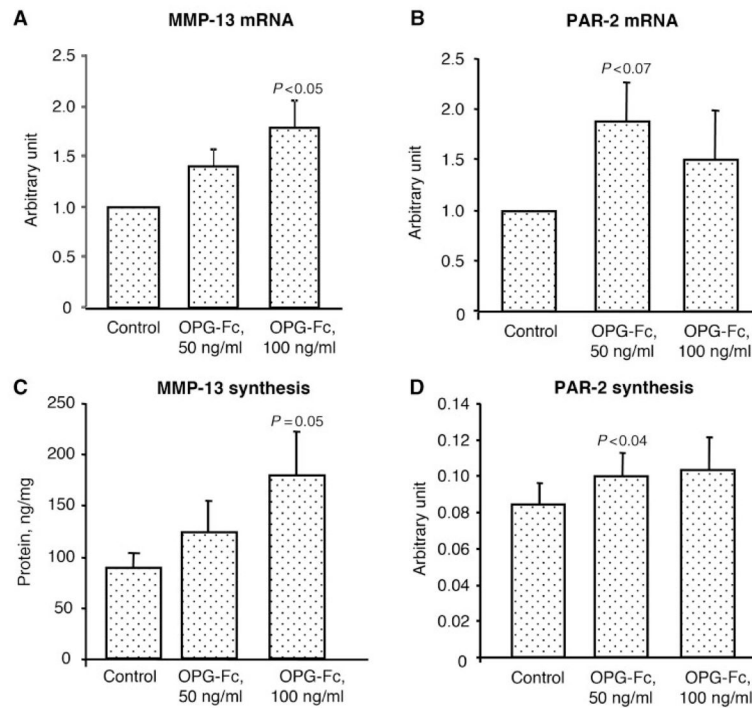 A
MMP-13 mRNA
Arbitrary unit
2.5
2.0
1.5
1.0
0.5
0
P<0.05
Control
OPG-Fc,
50 ng/ml
OPG-Fc,
100 ng/ml
B
PAR-2 mRNA
Arbitrary unit
2.5
2.0
1.5
1.0
0.5
0
P<0.07
Control
OPG-Fc,
50 ng/ml
OPG-Fc,
100 ng/ml
C
MMP-13 synthesis
Protein, ng/mg
250
200
150
100
50
0
P=0.05
Control
OPG-Fc,
50 ng/ml
OPG-Fc,
100 ng/ml
D
PAR-2 synthesis
Arbitrary unit
0.14
0.12
0.10
0.08
0.06
0.04
0.02
0
P<0.04
Control
OPG-Fc,
50 ng/ml
OPG-Fc,
100 ng/ml